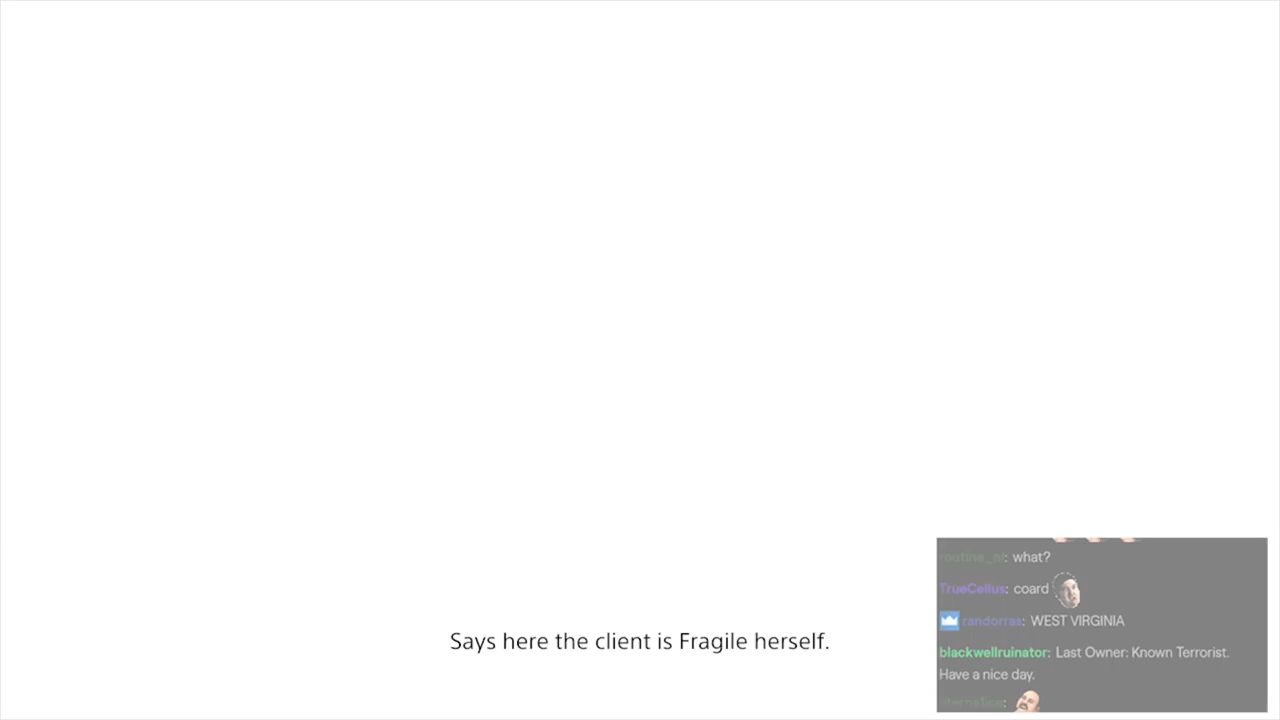 what?
TrueCellus: coard
randorras: WEST VIRGINIA
blackwellruinator: Last Owner: Known Terrorist.
Have a nice day.
Says here the client is Fragile herself.